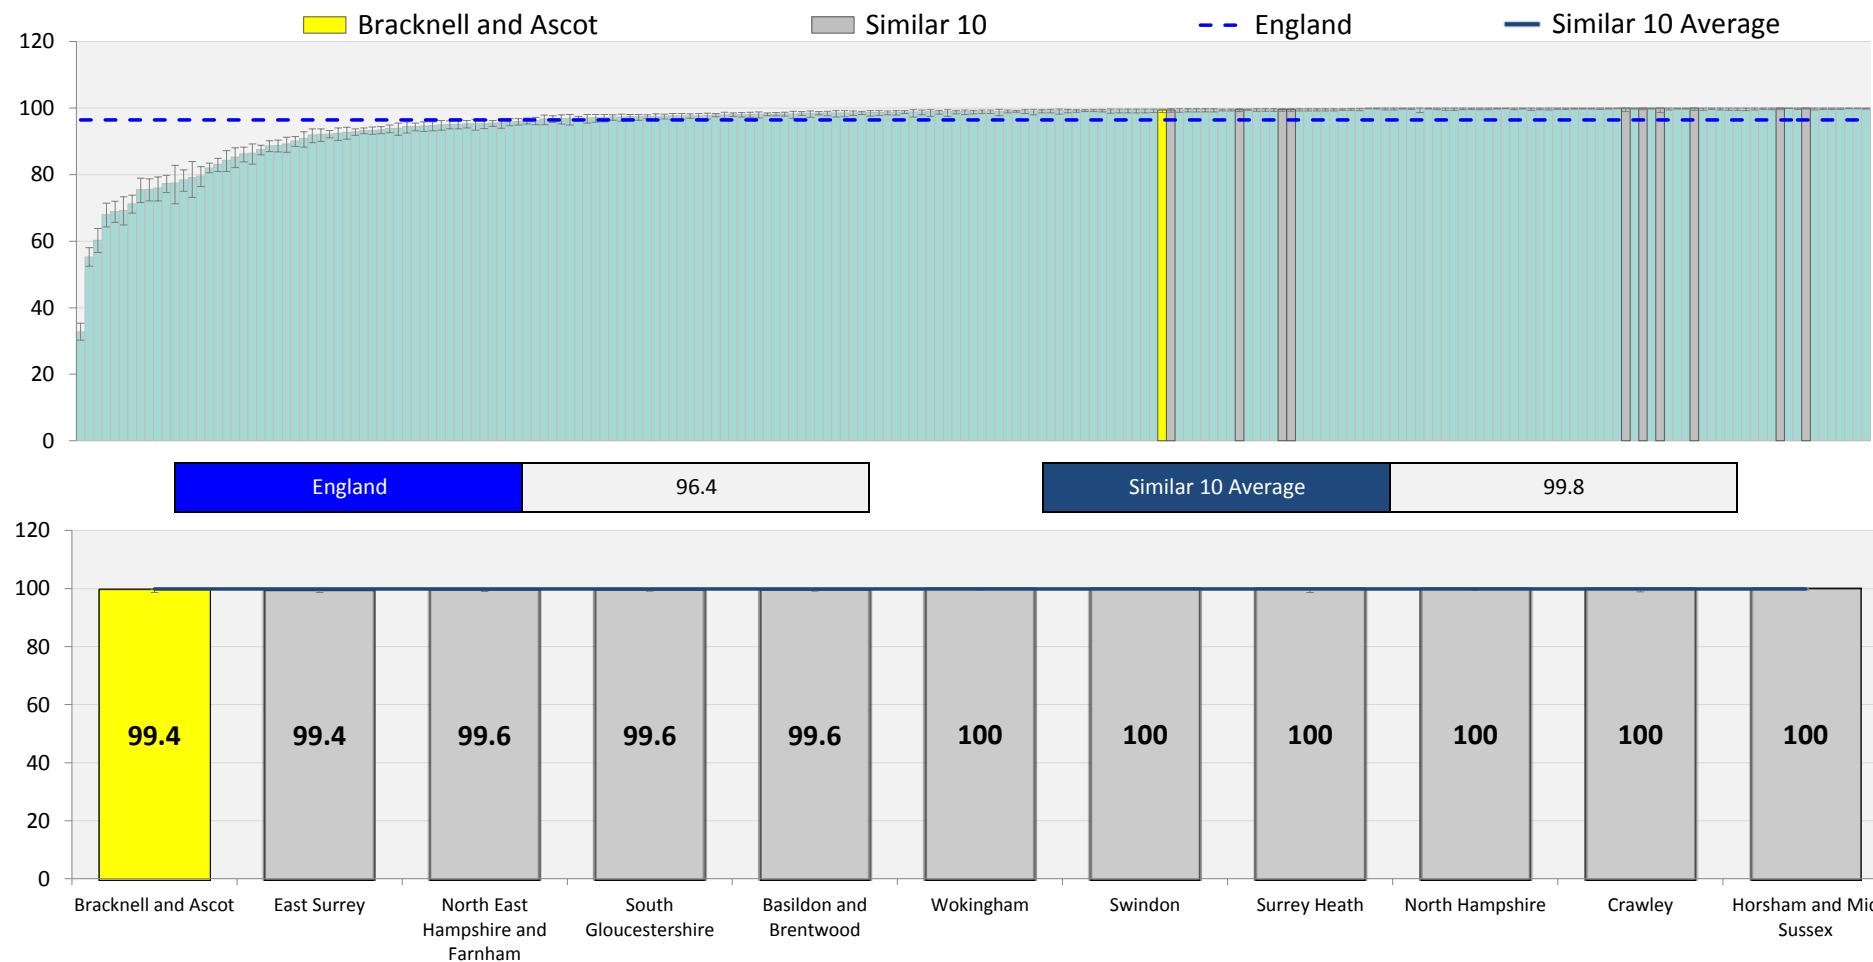 Bracknell and Ascot Similar 10 England Similar 10 Average
120
100
80
60
40
20
0
England 96.4 Similar 10 Average 99.8
120
100
80
60
40
20
0
99.4 99.4 99.6 99.6 99.6 100 100 100 100 100 100
Bracknell and Ascot East Surrey North East South Basildon and Wokingham Swindon Surrey Heath North Hampshire Crawley Horsham and Mid
Hampshire and Gloucestershire Brentwood Sussex
Farnham